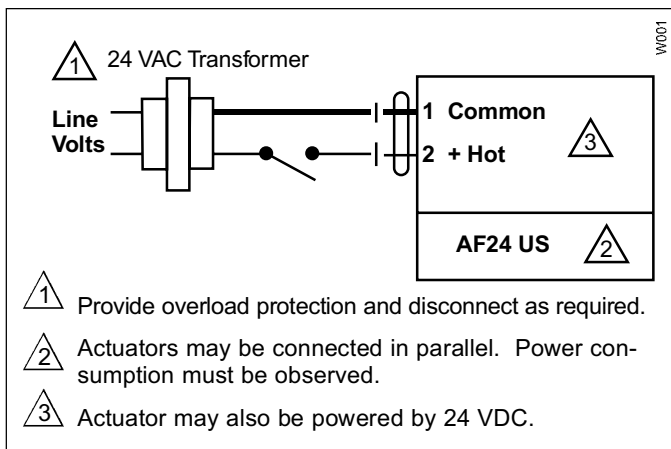 W001
1 24 VAC Transformer
Line
Volts
1 Common
2 + Hot
3
AF24 US 2
1 Provide overload protection and disconnect as required.
2 Actuators may be connected in parallel. Power con-
sumption must be observed.
3 Actuator may also be powered by 24 VDC.